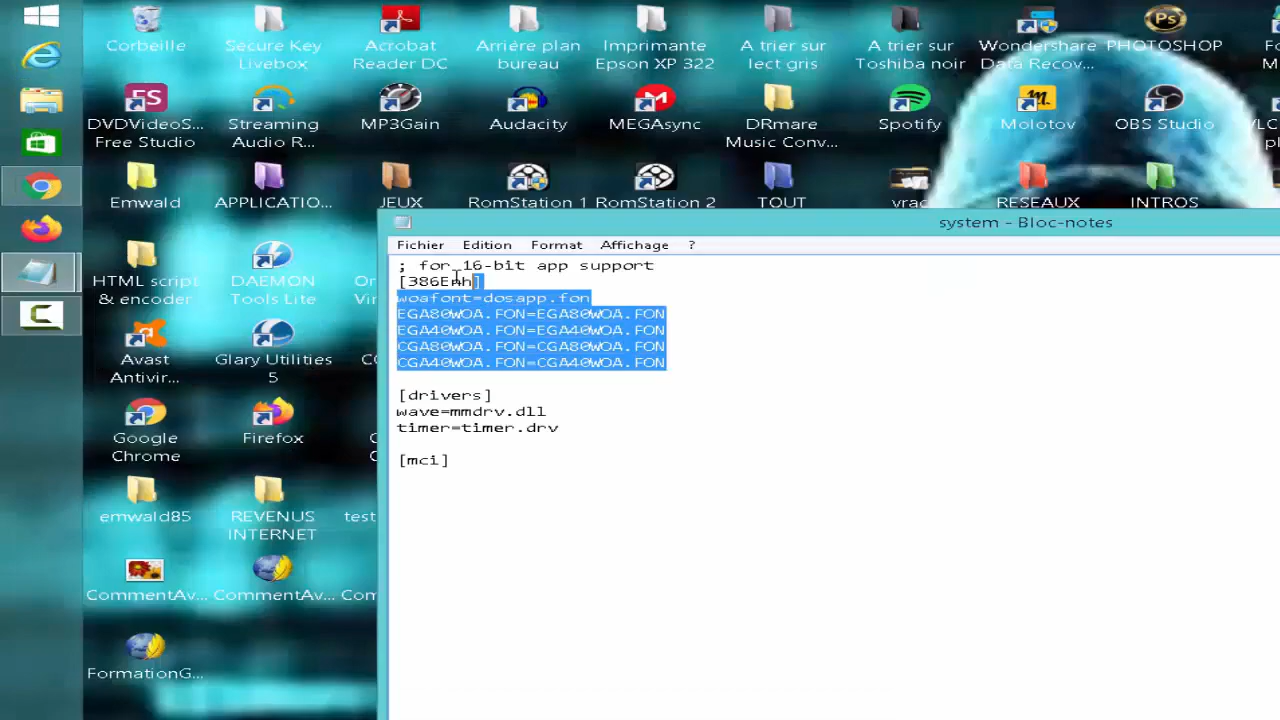 Corbeille
Secure Key
Livebox
Acrobat
Reader DC
Arrière plan
bureau
Imprimante
Epson XP 322
A trier sur
lect gris
A trier sur
Toshiba noir
Wondershare
Data Recov...
Ps
PHOTOSHOP
DVDVideoS...
Free Studio
Streaming
Audio R...
MP3Gain
Audacity
MEGAsync
DRmare
Music Conv...
Spotify
Molotov
OBS Studio
VLC
Emwald
APPLICATIO...
JEUX
RomStation 1
RomStation 2
TOUT
vrac
RESEAUX
INTROS
HTML script
& encoder
DAEMON
Tools Lite
Avast
Antivir...
Glary Utilities
5
Google
Chrome
Firefox
emwald85
REVENUS
INTERNET
test
CommentAv...
CommentAv...
Com
FormationG...
system - Bloc-notes
Fichier Edition Format Affichage ?
; for 16-bit app support
[386Enh]
woafont=dosapp.fon
EGA80WOA.FON=EGA80WOA.FON
EGA40WOA.FON=EGA40WOA.FON
CGA80WOA.FON=CGA80WOA.FON
CGA40WOA.FON=CGA40WOA.FON
[drivers]
wave=mmdrv.dll
timer=timer.drv
[mci]